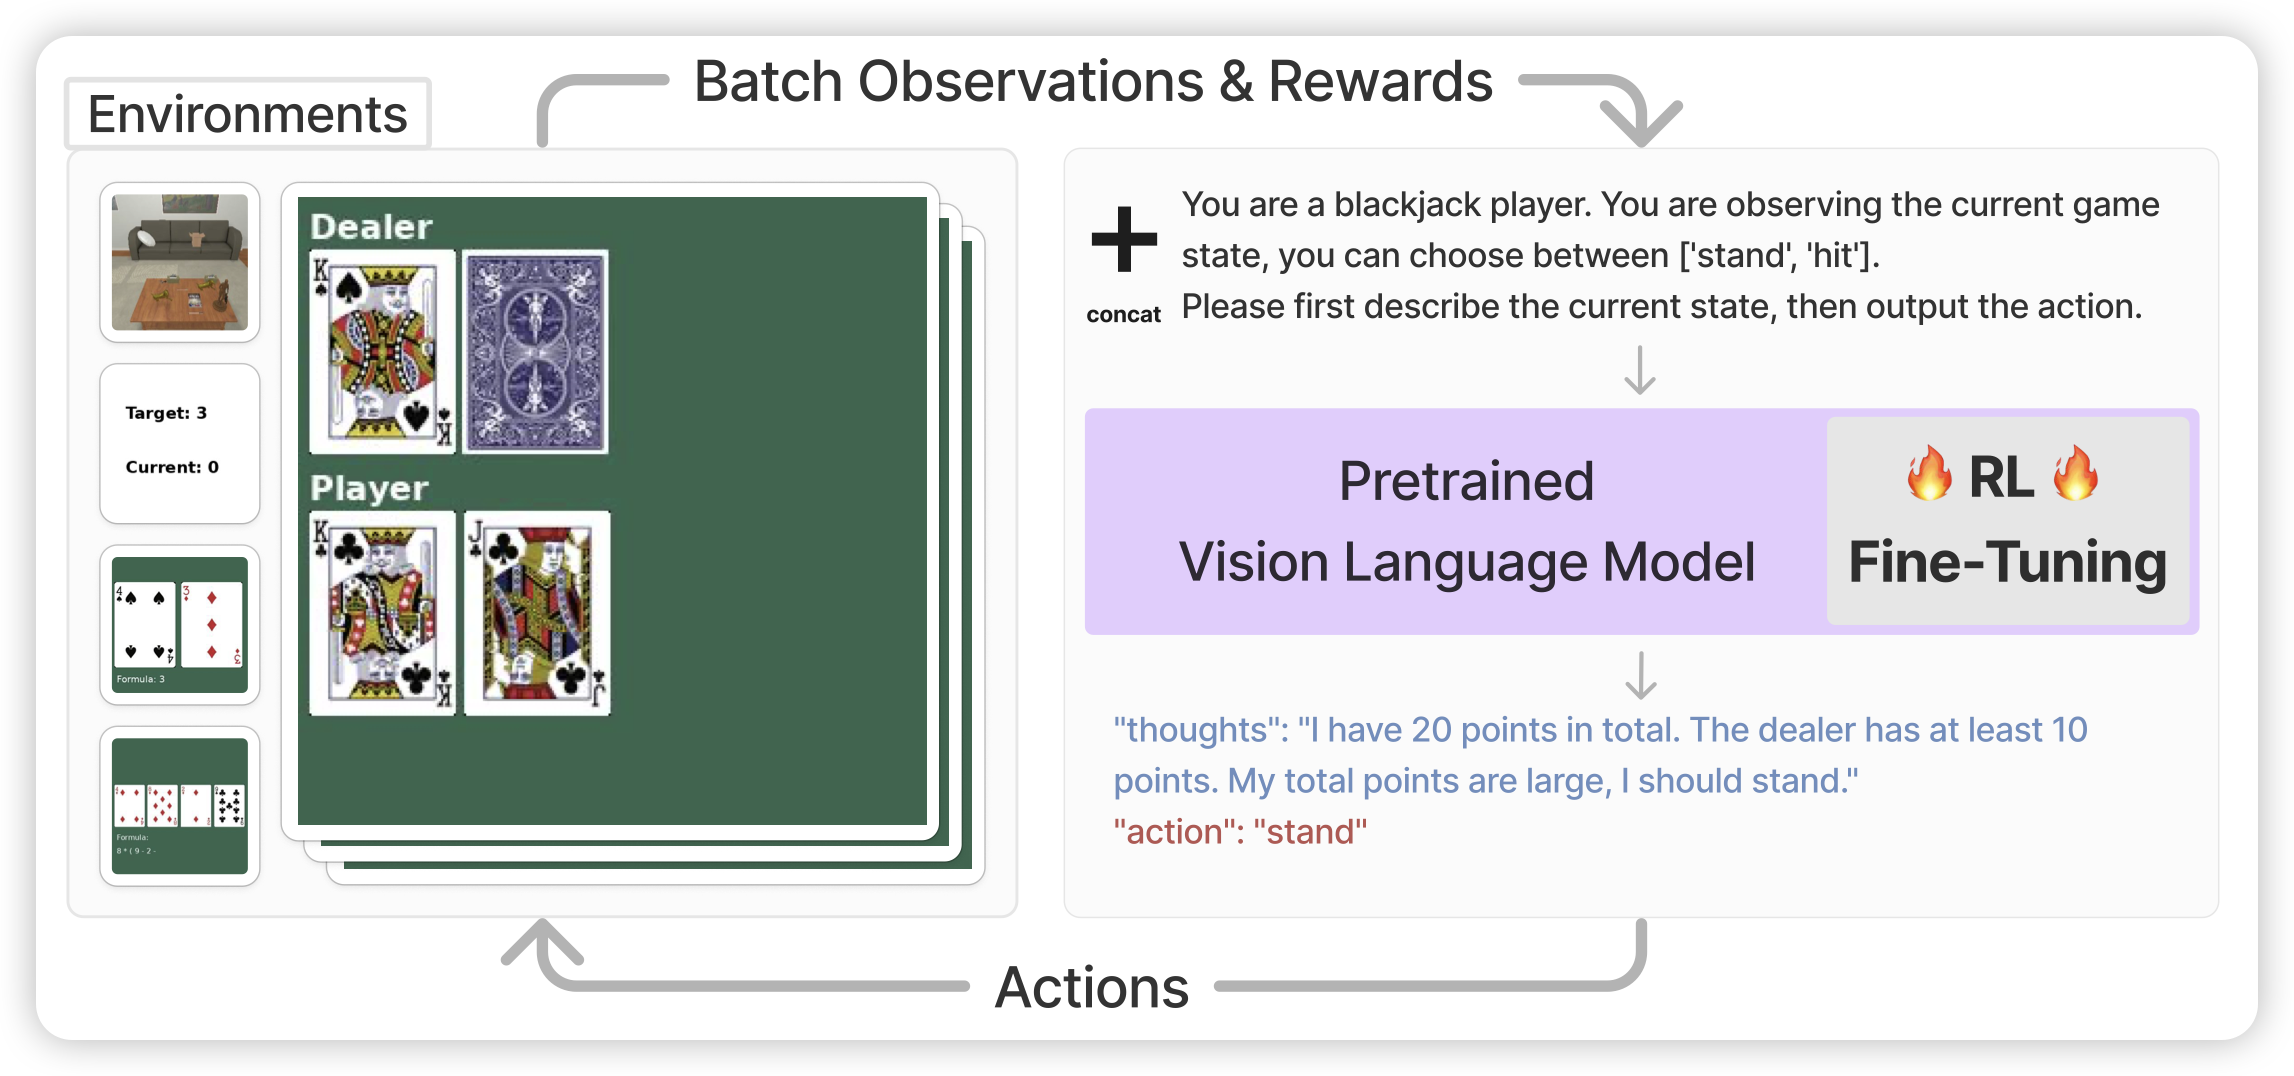 Batch Observations & Rewards
Environments
Target: 3
Current: 0
4
3
Formula: 3
Formula:
8 * ( 9 - 2 -
Dealer
K
K
Player
K
K
J
J
concat
You are a blackjack player. You are observing the current game
state, you can choose between ['stand', 'hit'].
Please first describe the current state, then output the action.
Pretrained
Vision Language Model
RL
Fine-Tuning
"thoughts": "I have 20 points in total. The dealer has at least 10
points. My total points are large, I should stand."
"action": "stand"
Actions